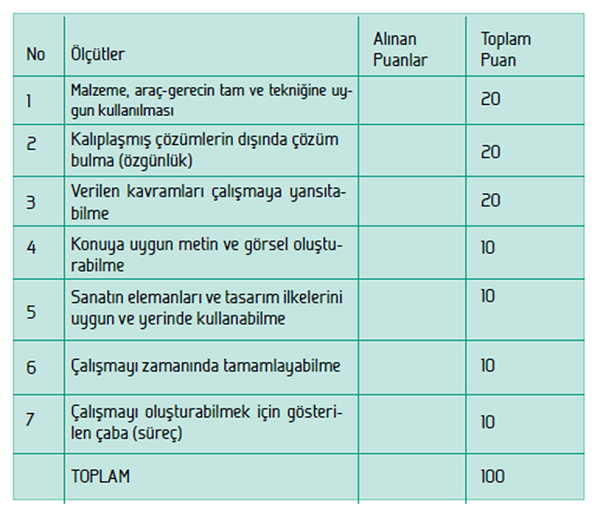 No Ölçütler Alınan Puanlar Toplam Puan
1 Malzeme, araç-gerecin tam ve tekniğine uy-
gun kullanılması 20
2 Kalıplaşmış çözümlerin dışında çözüm
bulma (özgünlük) 20
3 Verilen kavramları çalışmaya yansıta-
bilme 20
4 Konuya uygun metin ve görsel oluştu-
rabilme 10
5 Sanatın elemanları ve tasarım ilkelerini
uygun ve yerinde kullanabilme 10
6 Çalışmayı zamanında tamamlayabilme 10
7 Çalışmayı oluşturabilmek için gösteri-
len çaba (süreç) 10
TOPLAM 100